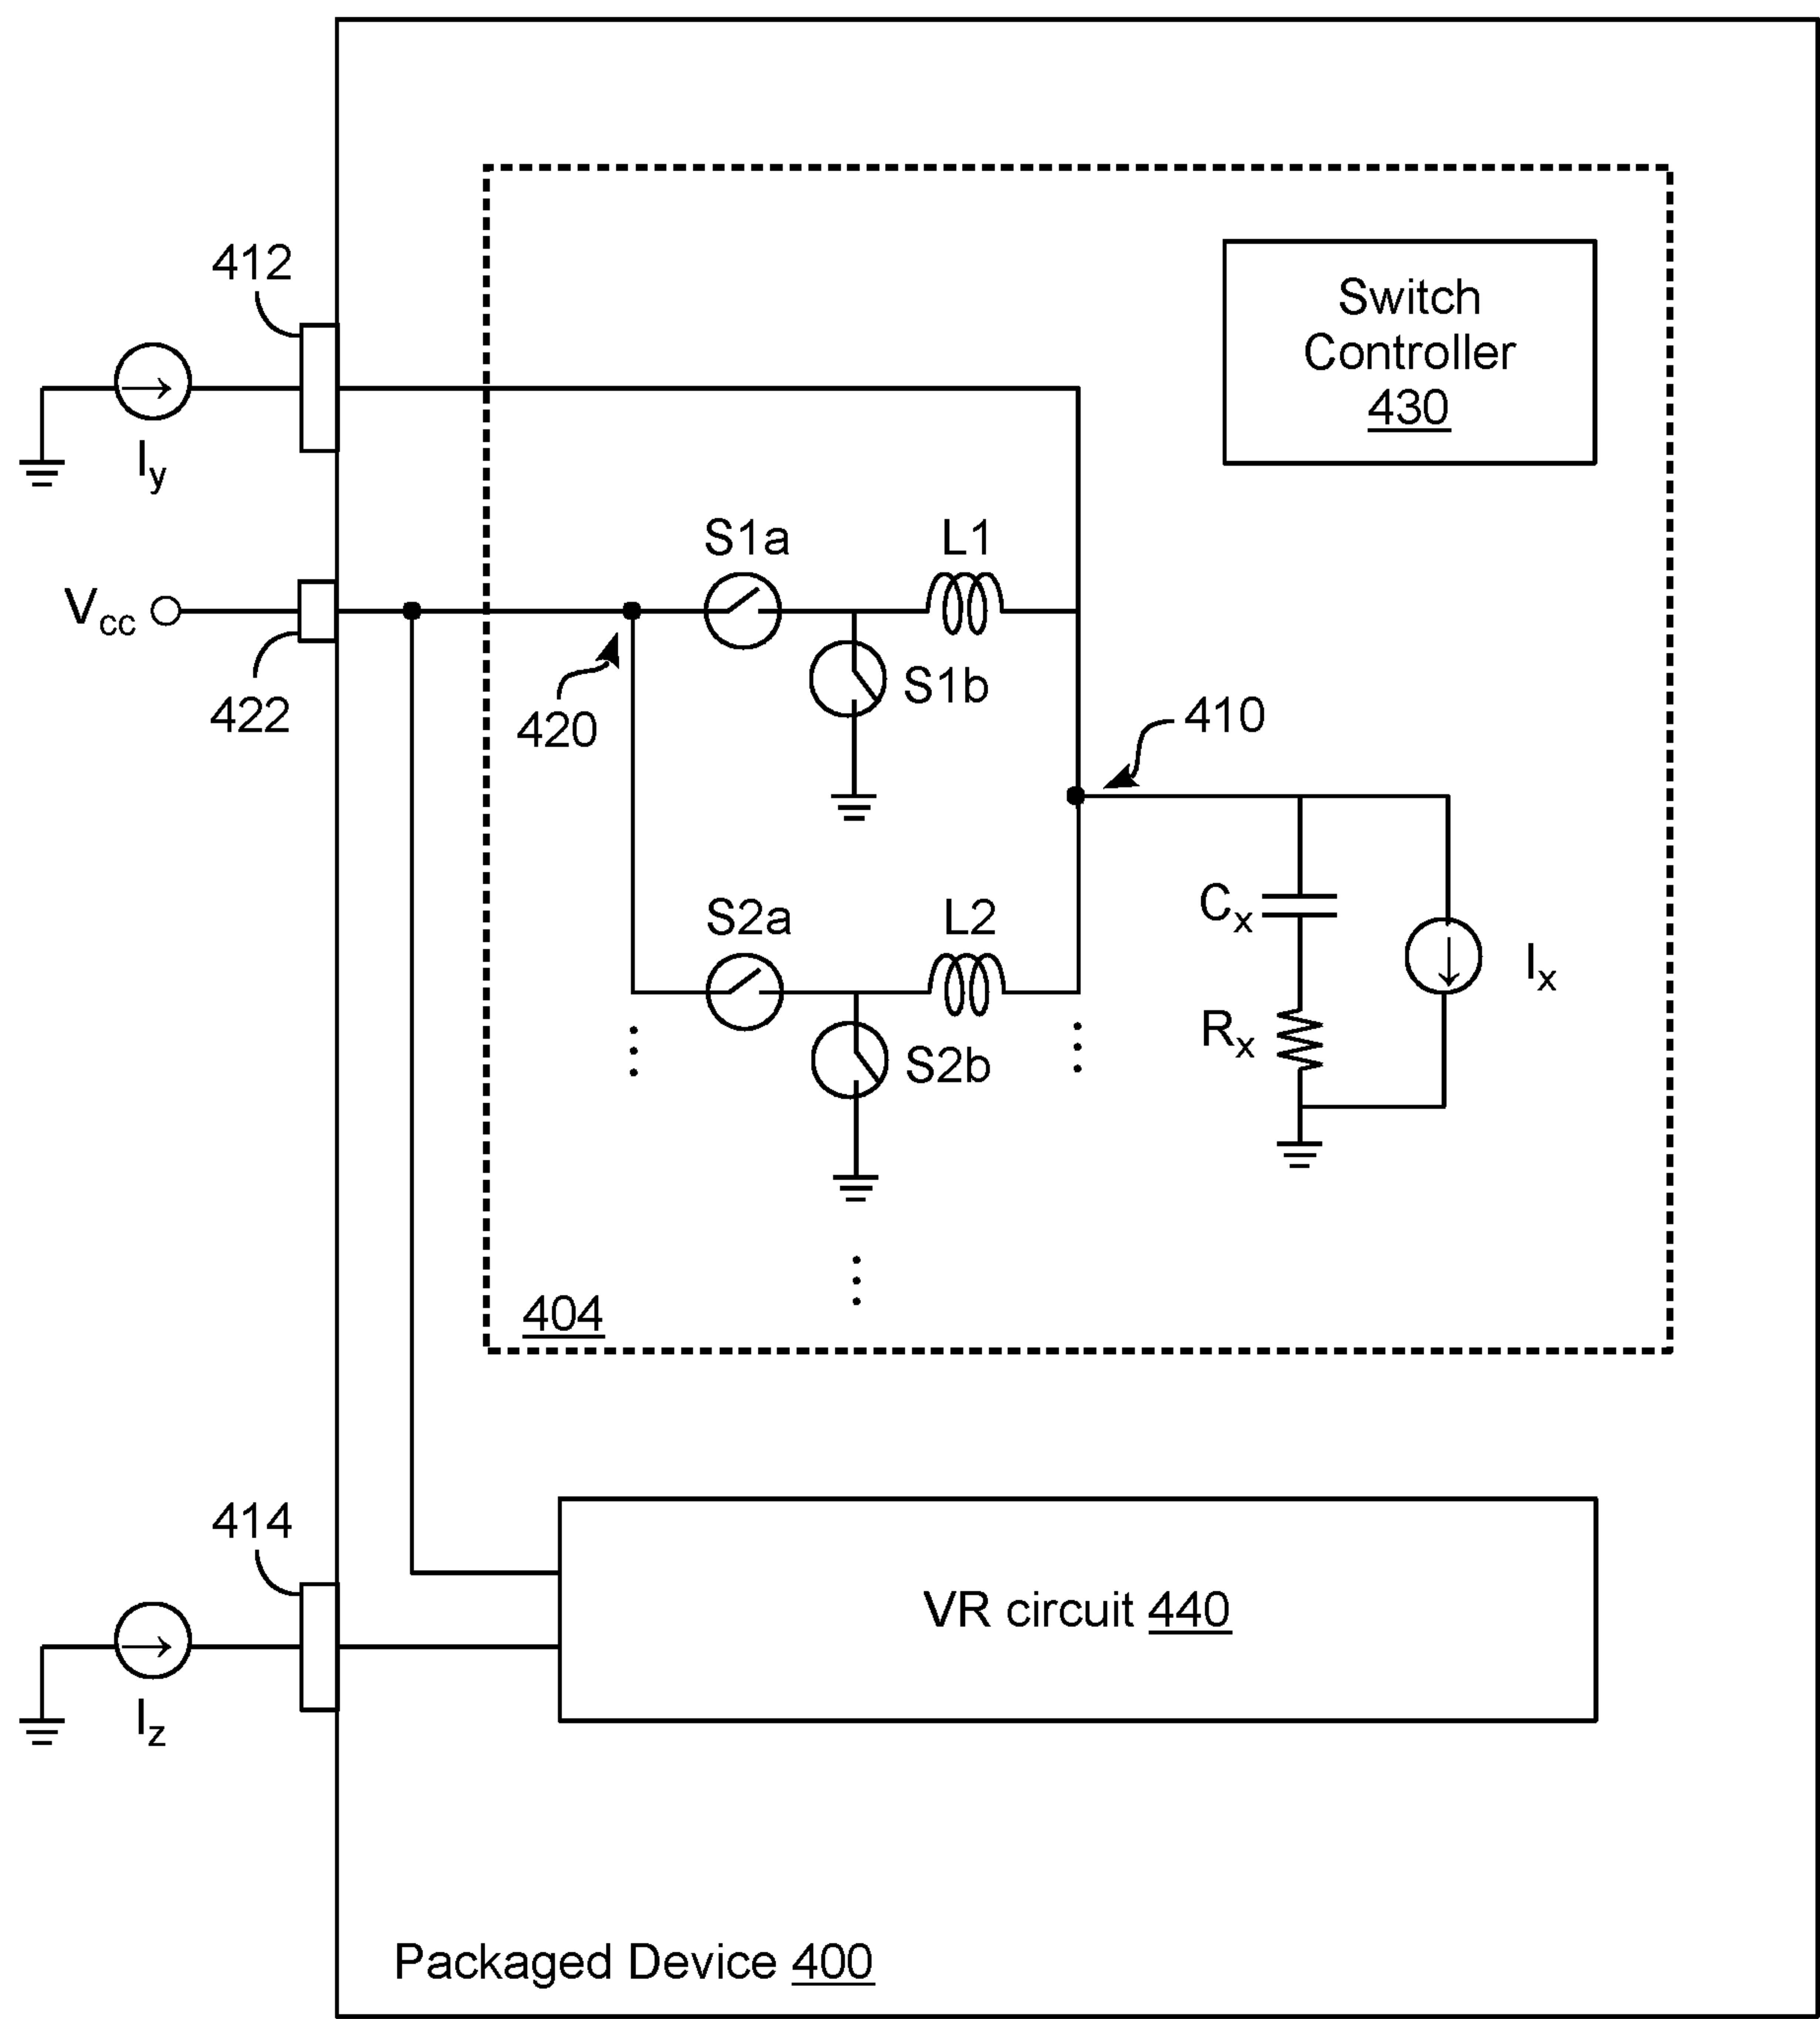 412
Switch
Controller
430
Iy
S1a
L1
Vcc
S1b
422
420
410
S2a
L2
Cx
Ix
Rx
S2b
404
414
VR circuit 440
Iz
Packaged Device 400